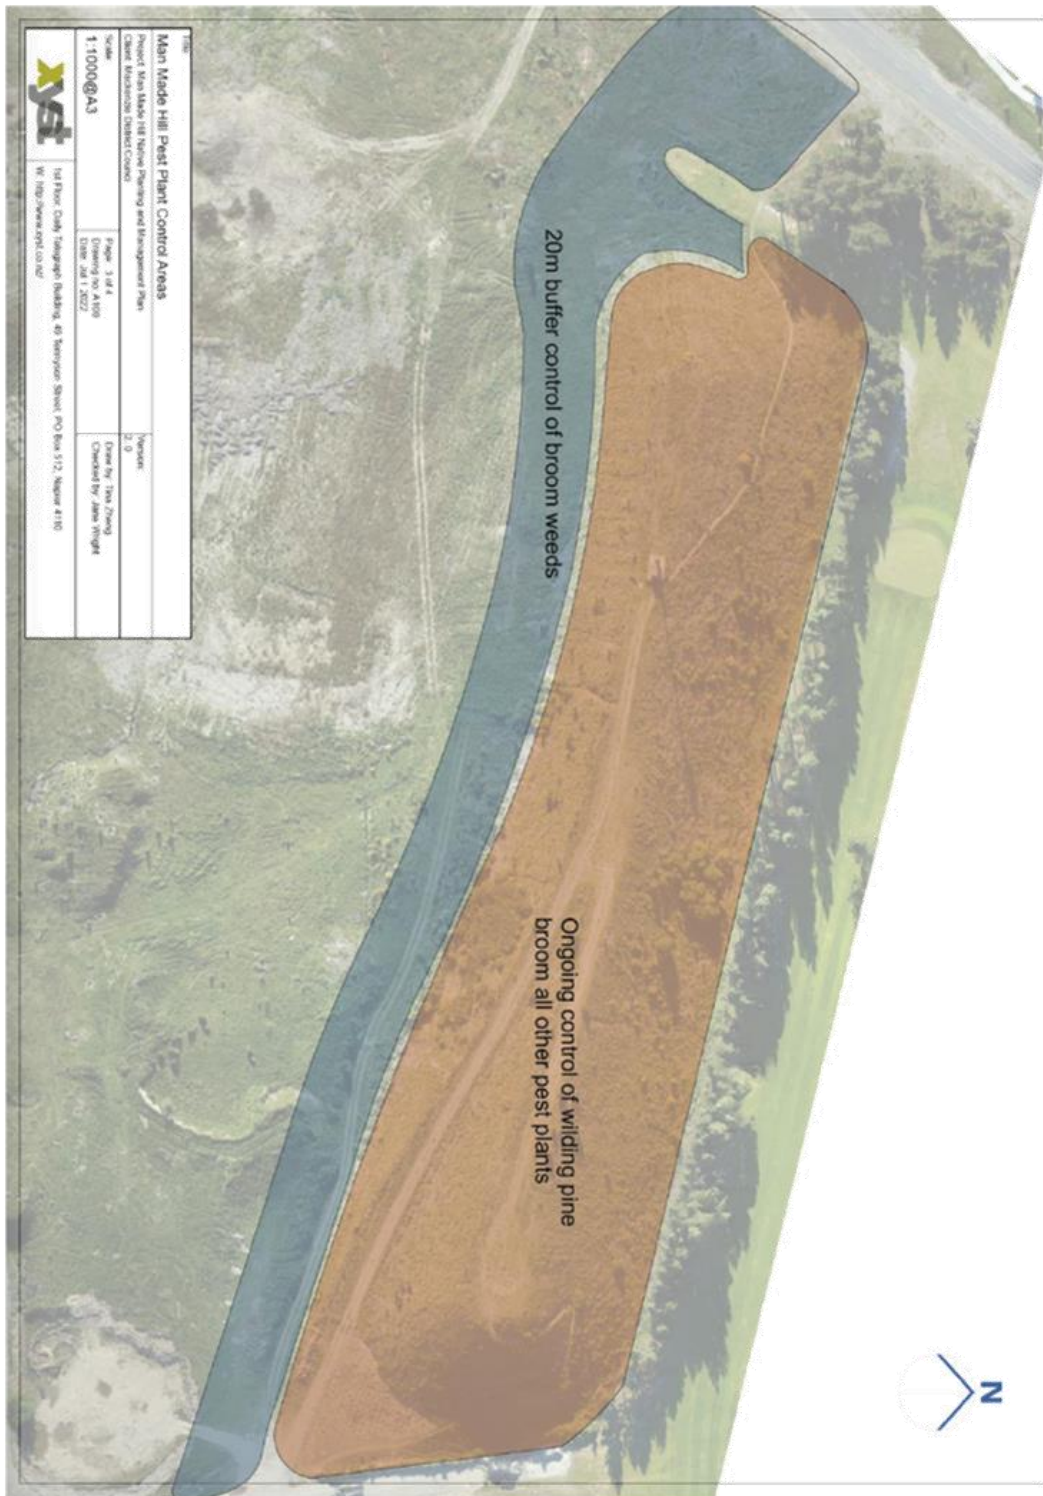 Title
Man Made Hill Pest Plant Control Areas
Project: Man Made Hill Native Planting and Management Plan
Client: Mackenzie District Council
Version:
2.0
Scale
1:1000@A3
Page: 3 of 4
Drawing no: A100
Date: Jul 1 2022
Draw by: Tina Zheng
Checked by: Jane Wright
xyst
1st Floor, Daily Telegraph Building, 49 Tennyson Street, PO Box 512, Napier 4110
W: http://www.xyst.co.nz/
20m buffer control of broom weeds
Ongoing control of wilding pine
broom all other pest plants
N